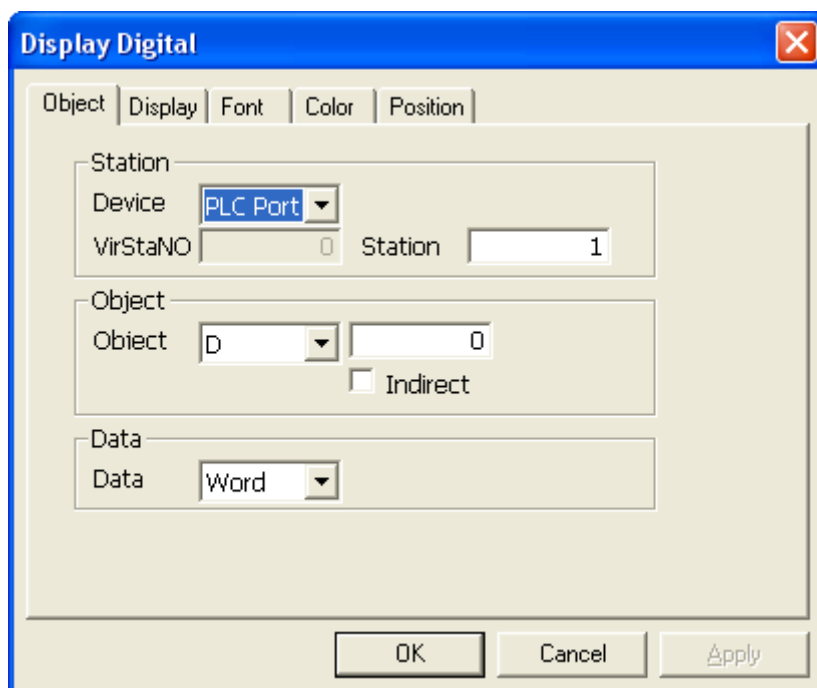 Display Digital
Object Display Font Color Position
Station
Device PLC Port
VirStaNO 0 Station 1
Object
Obiect D 0
Indirect
Data
Data Word
OK Cancel Apply